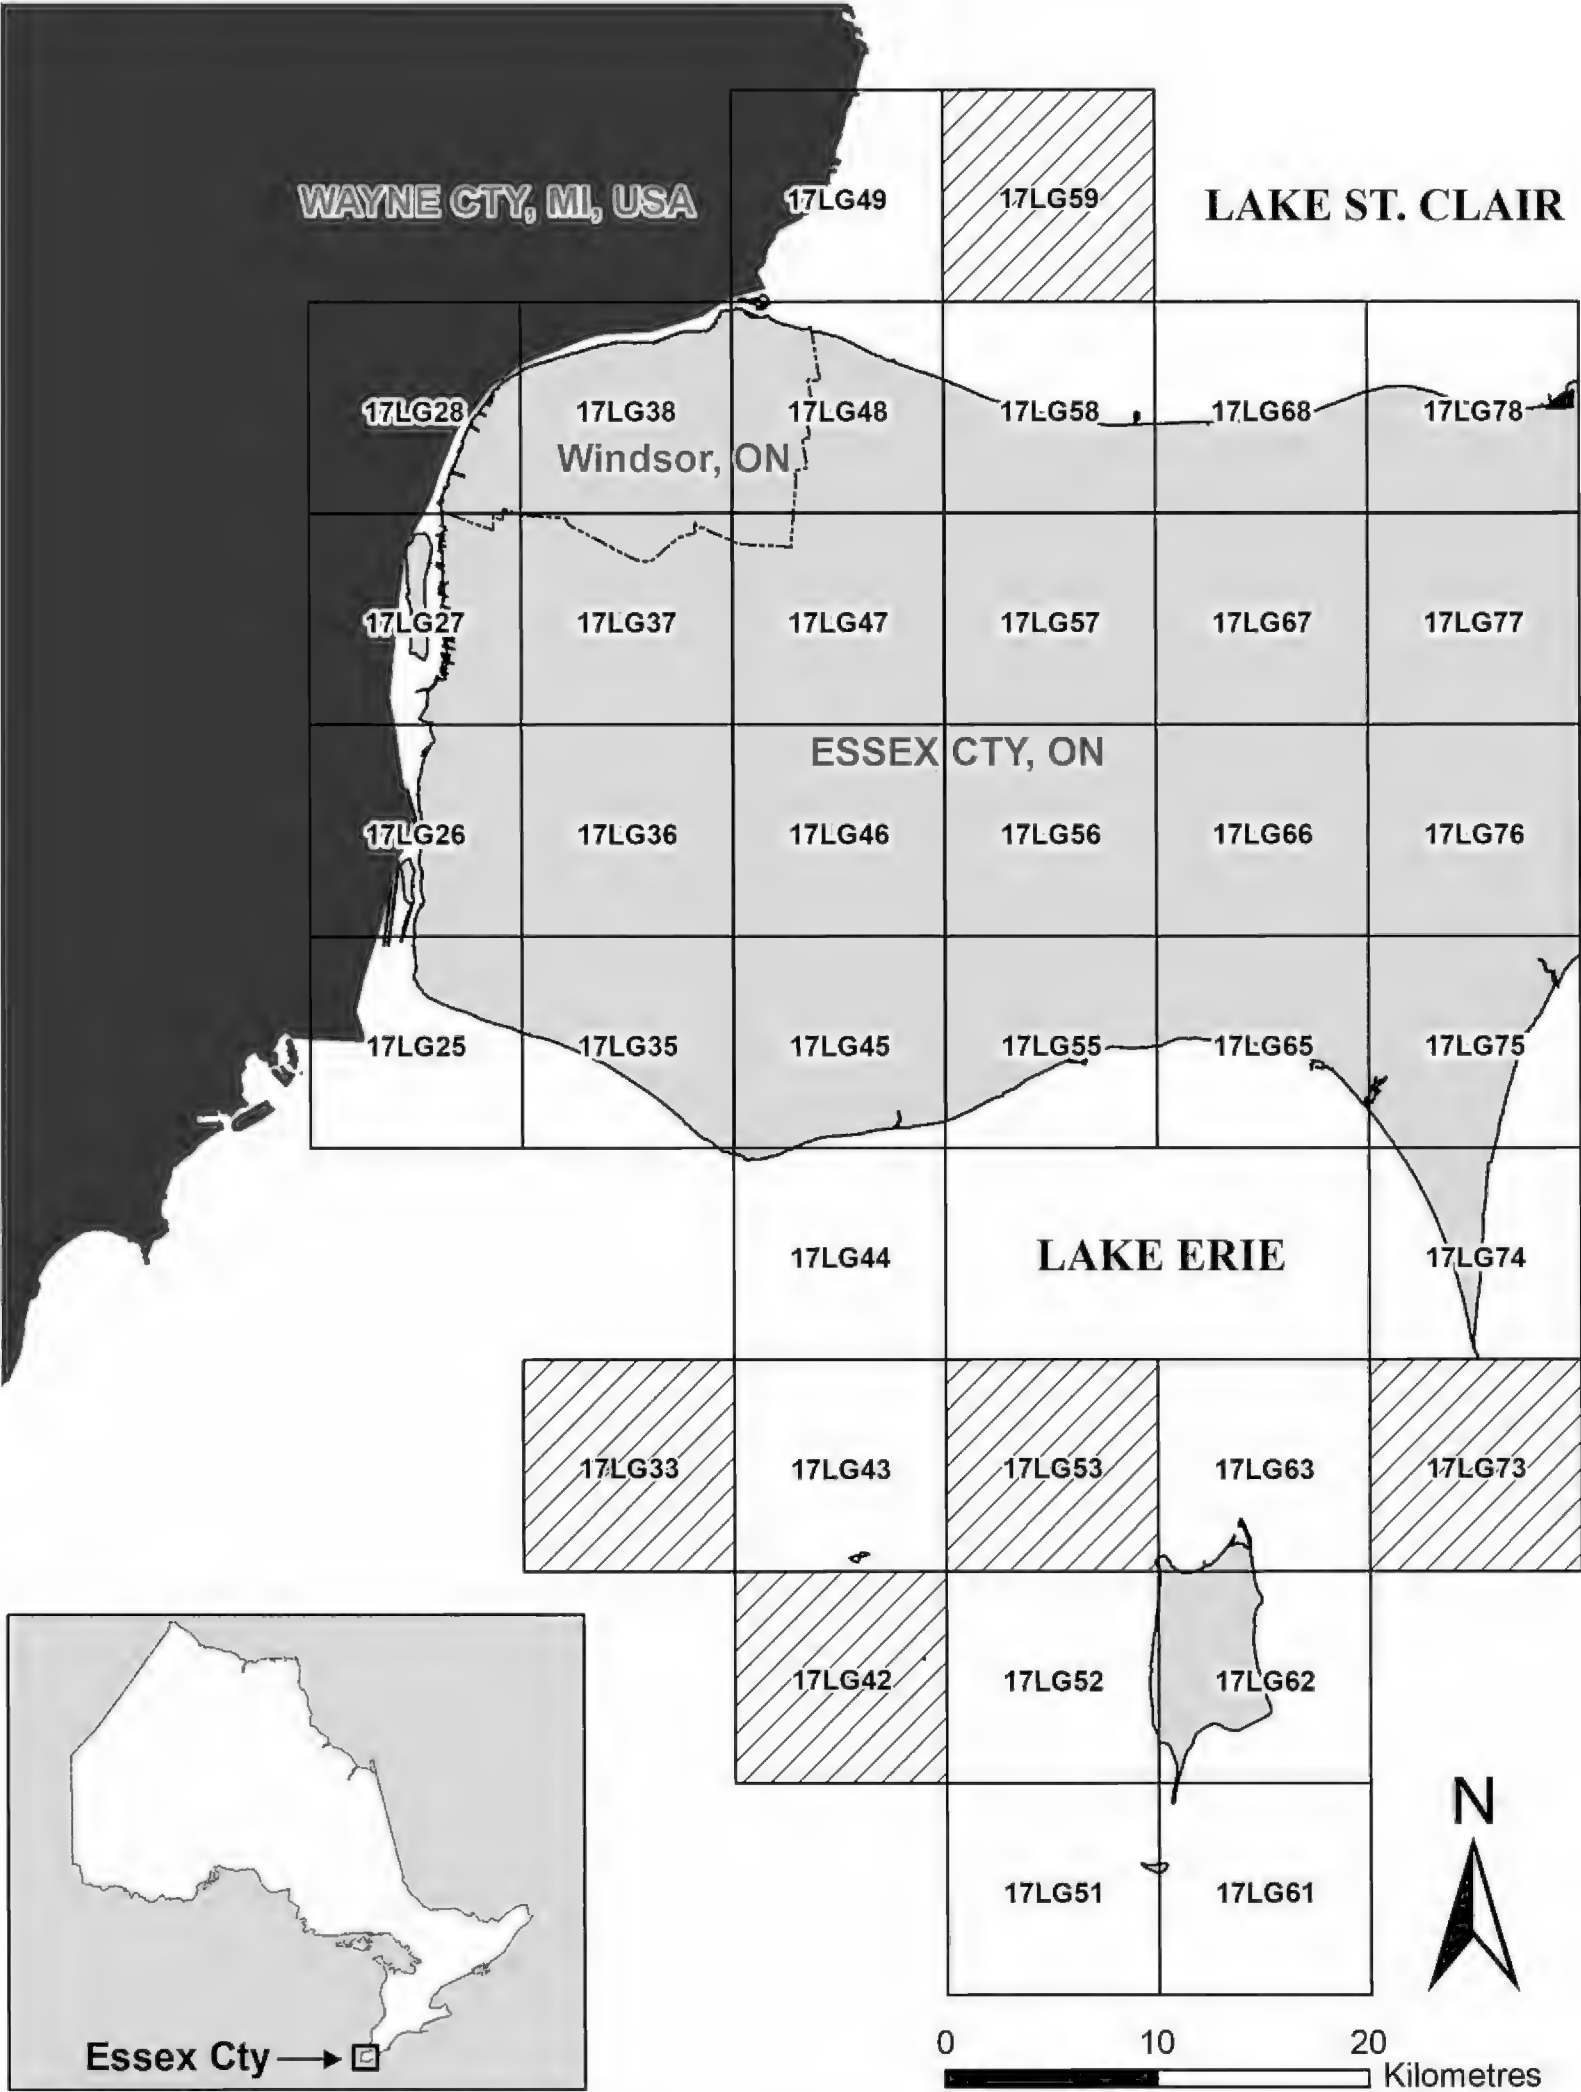 17LG49 17LG59
WAYNE CTY, MI, USA
LAKE ST. CLAIR
17LG28 17LG38 17LG48 17LG58 17LG68 17LG78
Windsor, ON
17LG27 17LG37 17LG47 17LG57 17LG67 17LG77
ESSEX CTY, ON
17LG26 17LG36 17LG46 17LG56 17LG66 17LG76
17LG25 17LG35 17LG45 17LG55 17LG65 17LG75
17LG44 LAKE ERIE 17LG74
17LG33 17LG43 17LG53 17LG63 17LG73
17LG42 17LG52 17LG62
17LG51 17LG61
N
Essex Cty
0 10 20
Kilometres